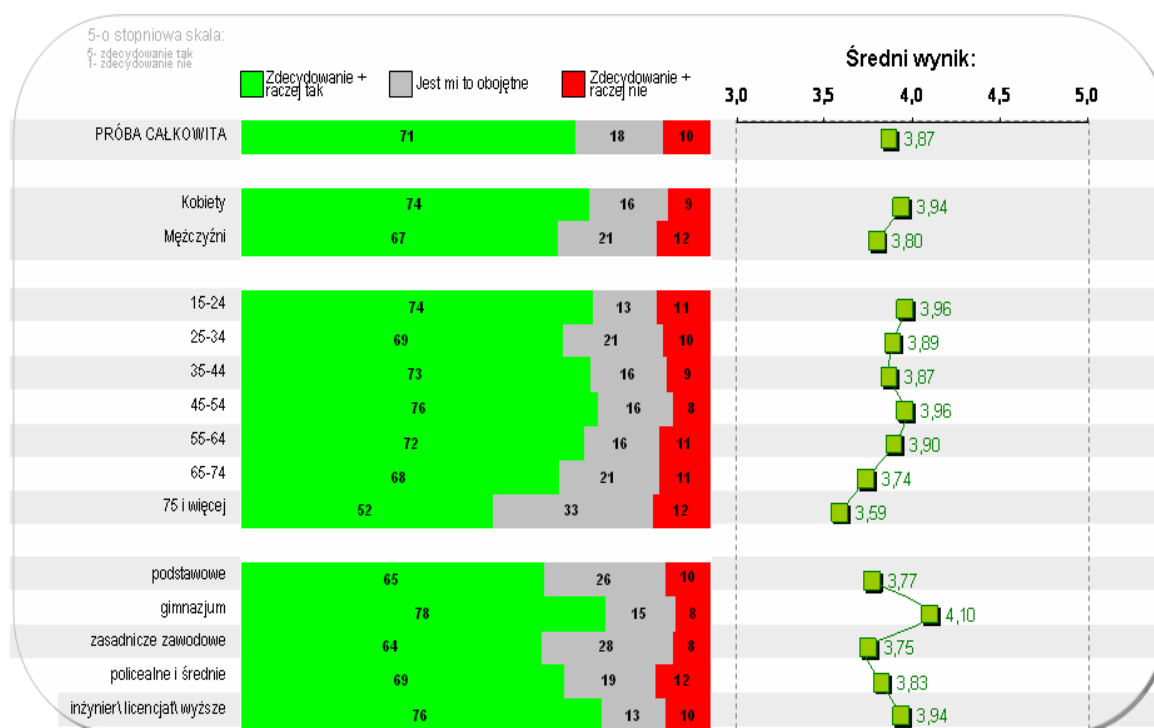 5-o stopniowa skala:
5- zdecydowanie tak
1- zdecydowanie nie
Zdecydowanie +
raczej tak
Jest mi to obojętne
Zdecydowanie +
raczej nie
Średni wynik:
3,0 3,5 4,0 4,5 5,0
PRÓBA CAŁKOWITA 71 18 10 3,87
Kobiety 74 16 9 3,94
Mężczyźni 67 21 12 3,80
15-24 74 13 11 3,96
25-34 69 21 10 3,89
35-44 73 16 9 3,87
45-54 76 16 8 3,96
55-64 72 16 11 3,90
65-74 68 21 11 3,74
75 i więcej 52 33 12 3,59
podstawowe 65 26 10 3,77
gimnazjum 78 15 8 4,10
zasadnicze zawodowe 64 28 8 3,75
policealne i średnie 69 19 12 3,83
inżynier\ licencjat\ wyższe 76 13 10 3,94